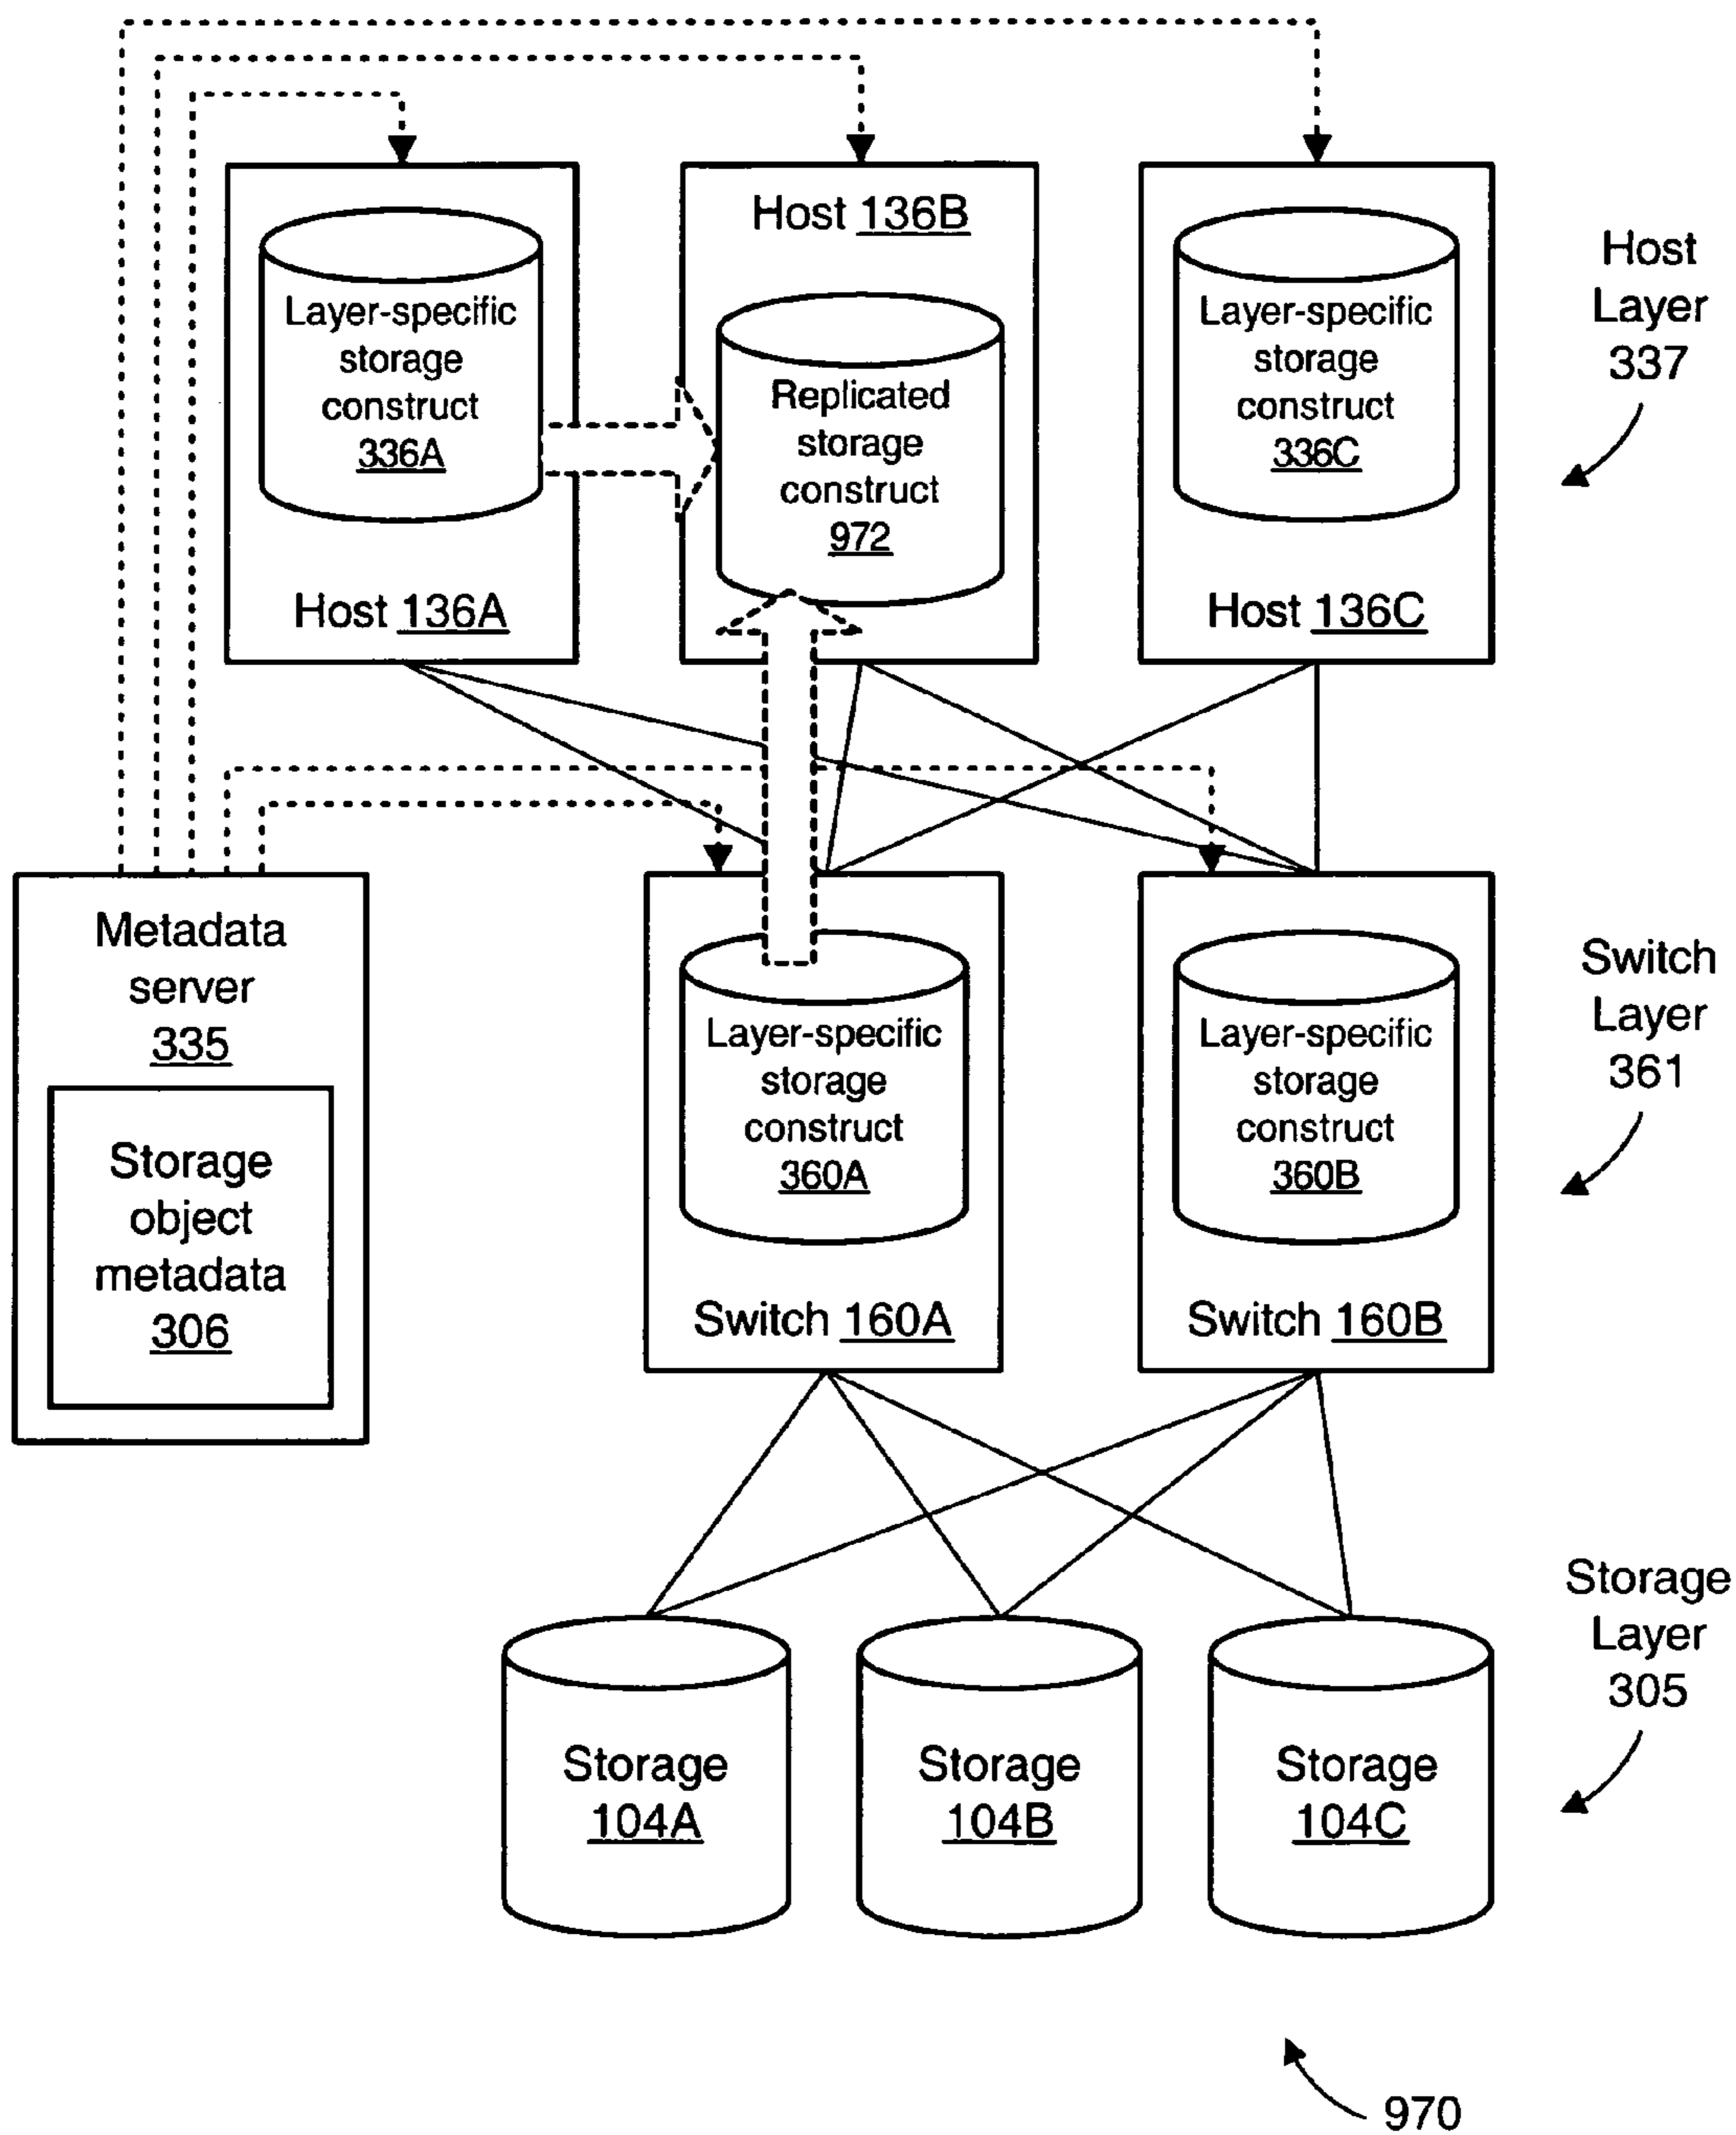 Layer-specific
storage
construct
336A
Host 136A
Host 136B
Replicated
storage
construct
972
Layer-specific
storage
construct
336C
Host 136C
Host
Layer
337
Metadata
server
335
Storage
object
metadata
306
Layer-specific
storage
construct
360A
Switch 160A
Layer-specific
storage
construct
360B
Switch 160B
Switch
Layer
361
Storage
104A
Storage
104B
Storage
104C
Storage
Layer
305
970